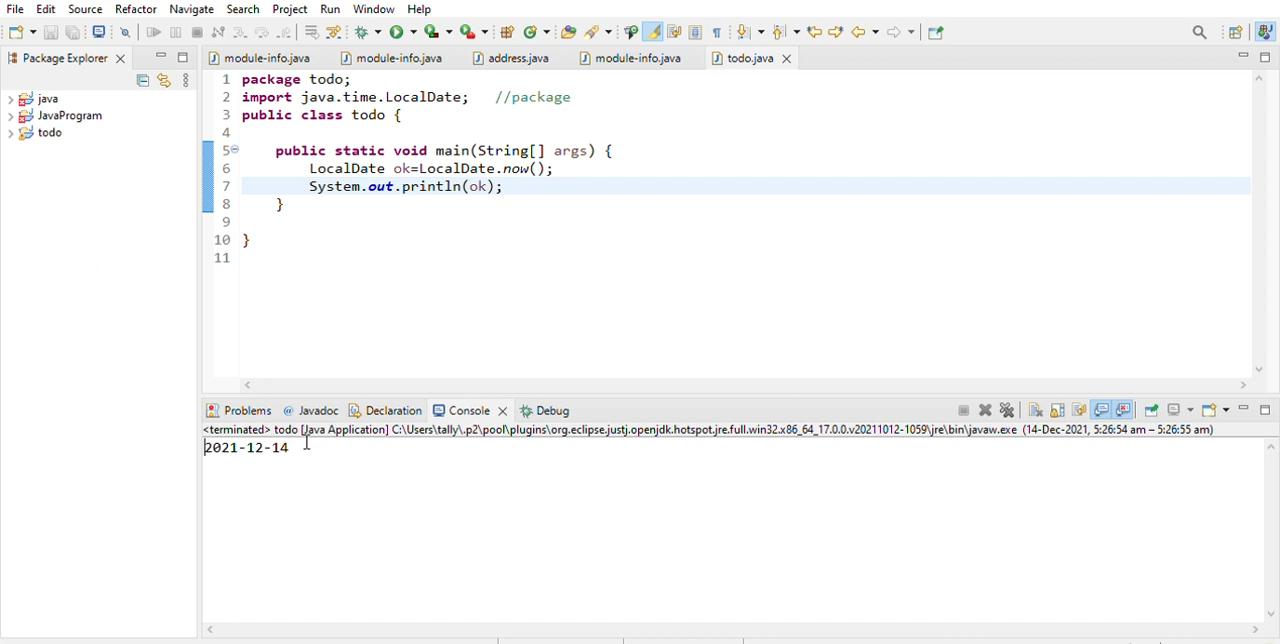 File Edit Source Refactor Navigate Search Project Run Window Help
Package Explorer
java
JavaProgram
todo
module-info.java module-info.java address.java module-info.java todo.java
1 package todo;
2 import java.time.LocalDate; //package
3 public class todo {
4
5 public static void main(String[] args) {
6 LocalDate ok=LocalDate.now();
7 System.out.println(ok);
8 }
9
10 }
11
Problems @ Javadoc Declaration Console Debug
<terminated> todo [Java Application] C:\Users\tally\.p2\pool\plugins\org.eclipse.justj.openjdk.hotspot.jre.full.win32.x86_64_17.0.0.v20211012-1059\jre\bin\javaw.exe (14-Dec-2021, 5:26:54 am – 5:26:55 am)
2021-12-14